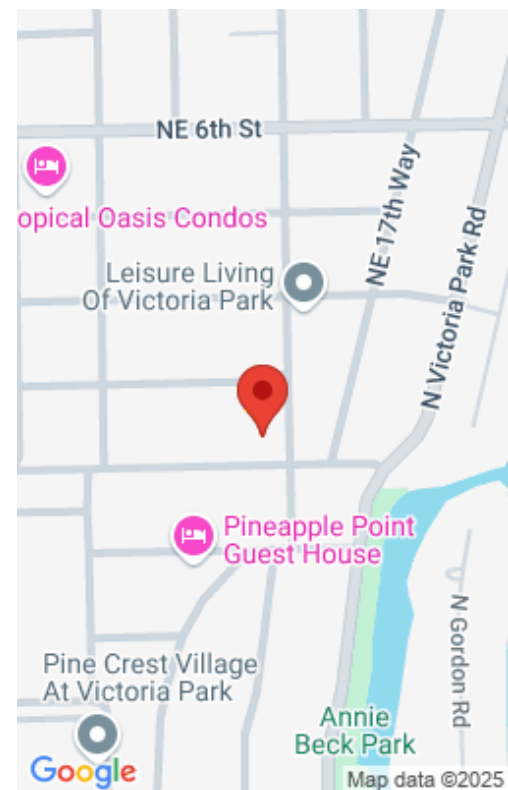 NE 6th St
opical Oasis Condos
NE 17th Way
Leisure Living
Of Victoria Park
N Victoria Park Rd
Pineapple Point
Guest House
N Gordon Rd
Pine Crest Village
At Victoria Park
Annie
Beck Park
Google
Map data ©2025